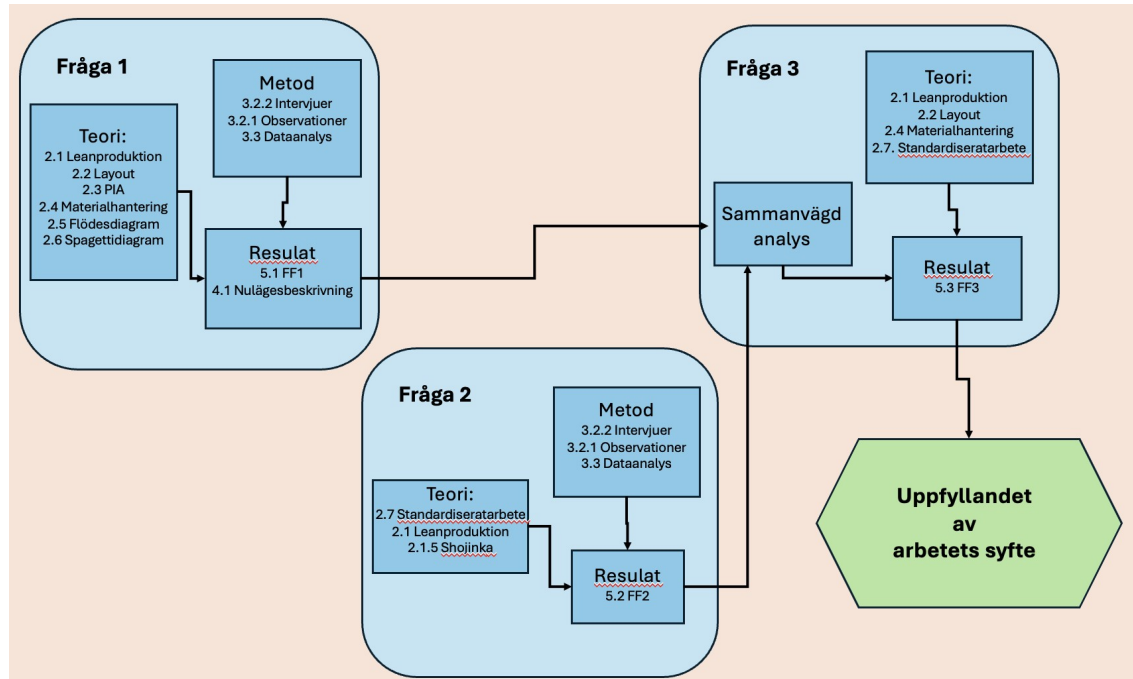 Fråga 1
Metod
3.2.2 Intervjuer
3.2.1 Observationer
3.3 Dataanalys
Teori:
2.1 Leanproduktion
2.2 Layout
2.3 PIA
2.4 Materialhantering
2.5 Flödesdiagram
2.6 Spagettidiagram
Resulat
5.1 FF1
4.1 Nulägesbeskrivning
Fråga 2
Metod
3.2.2 Intervjuer
3.2.1 Observationer
3.3 Dataanalys
Teori:
2.7 Standardiseratarbete
2.1 Leanproduktion
2.1.5 Shojinka
Resulat
5.2 FF2
Fråga 3
Teori:
2.1 Leanproduktion
2.2 Layout
2.4 Materialhantering
2.7. Standardiseratarbete
Sammanvägd
analys
Resulat
5.3 FF3
Uppfyllandet
av
arbetets syfte